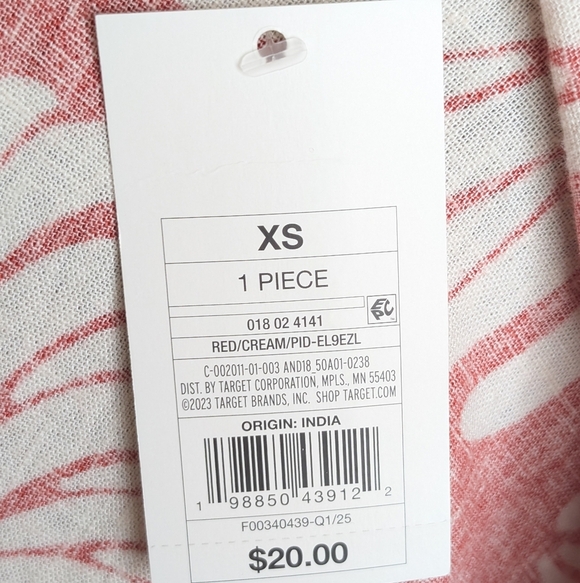 XS
1 PIECE
EPC
018 02 4141
RED/CREAM/PID-EL9EZL
C-002011-01-003 AND18_50A01-0238
DIST. BY TARGET CORPORATION, MPLS., MN 55403
©2023 TARGET BRANDS, INC. SHOP TARGET.COM
ORIGIN: INDIA
1 98850 43912 2
F00340439-Q1/25
$20.00